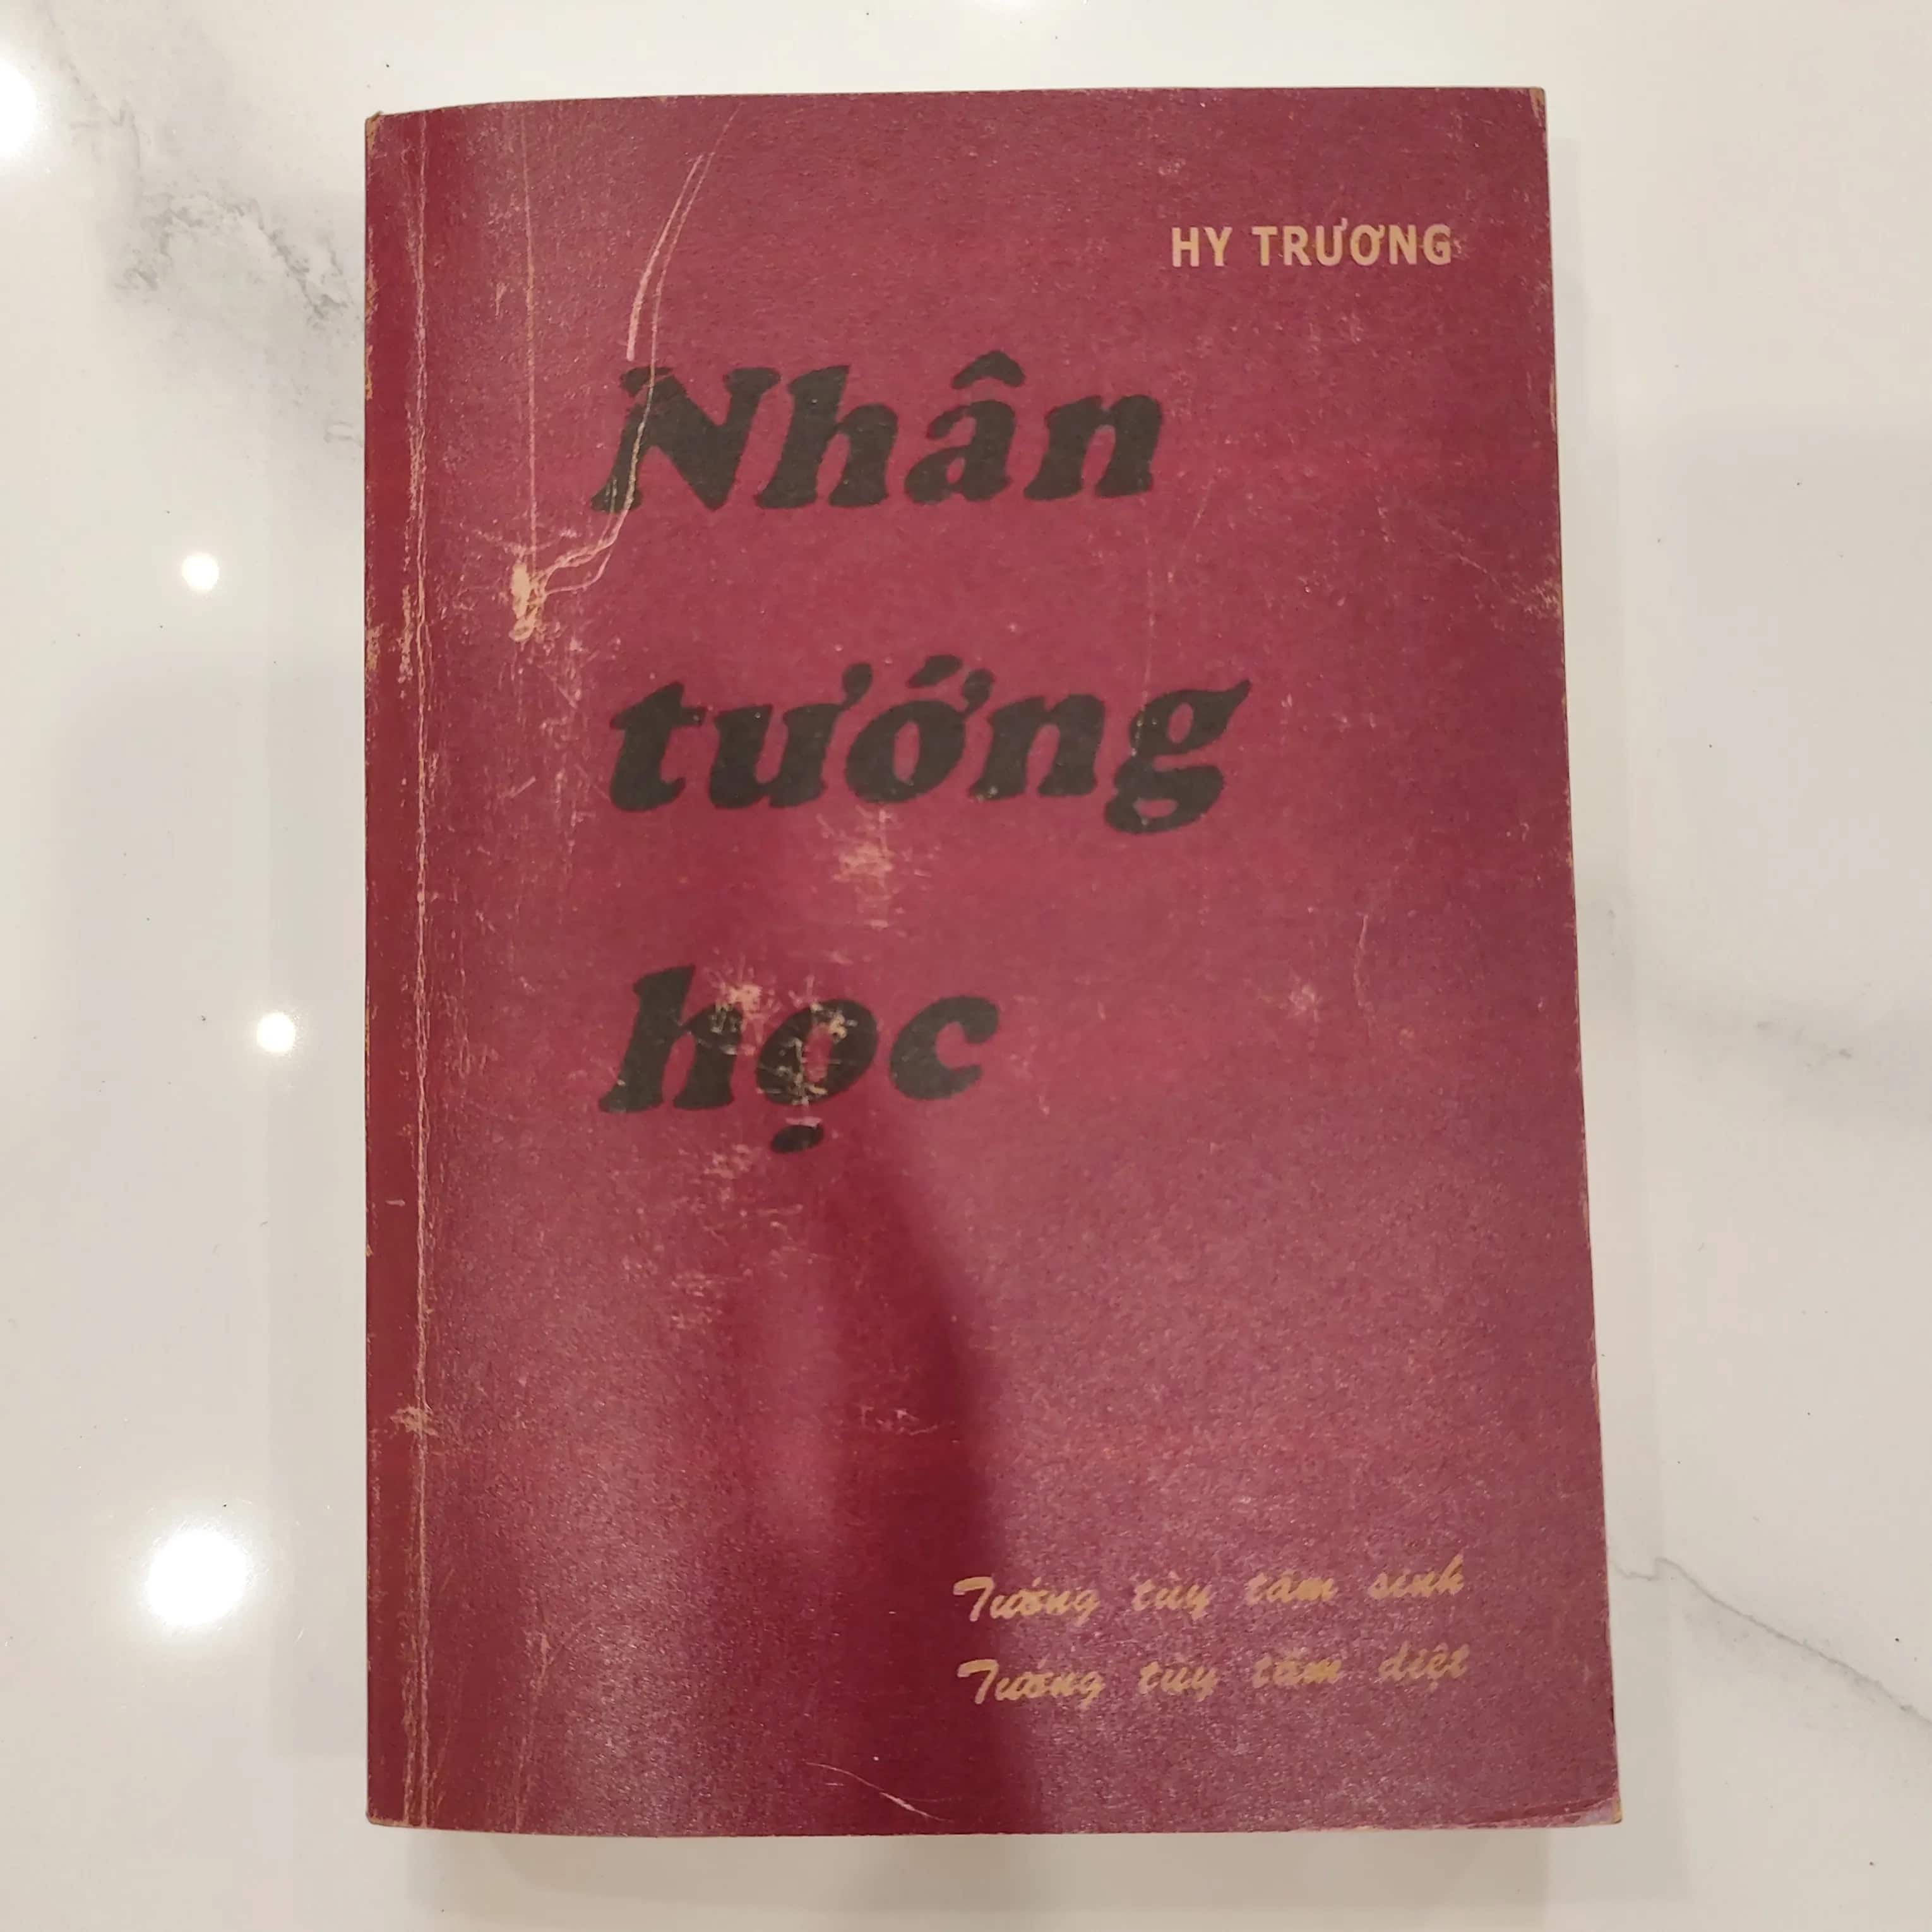 HY TRƯƠNG
Nhân
tướng
học
Tướng tùy tâm sinh
Tướng tùy tâm diệt